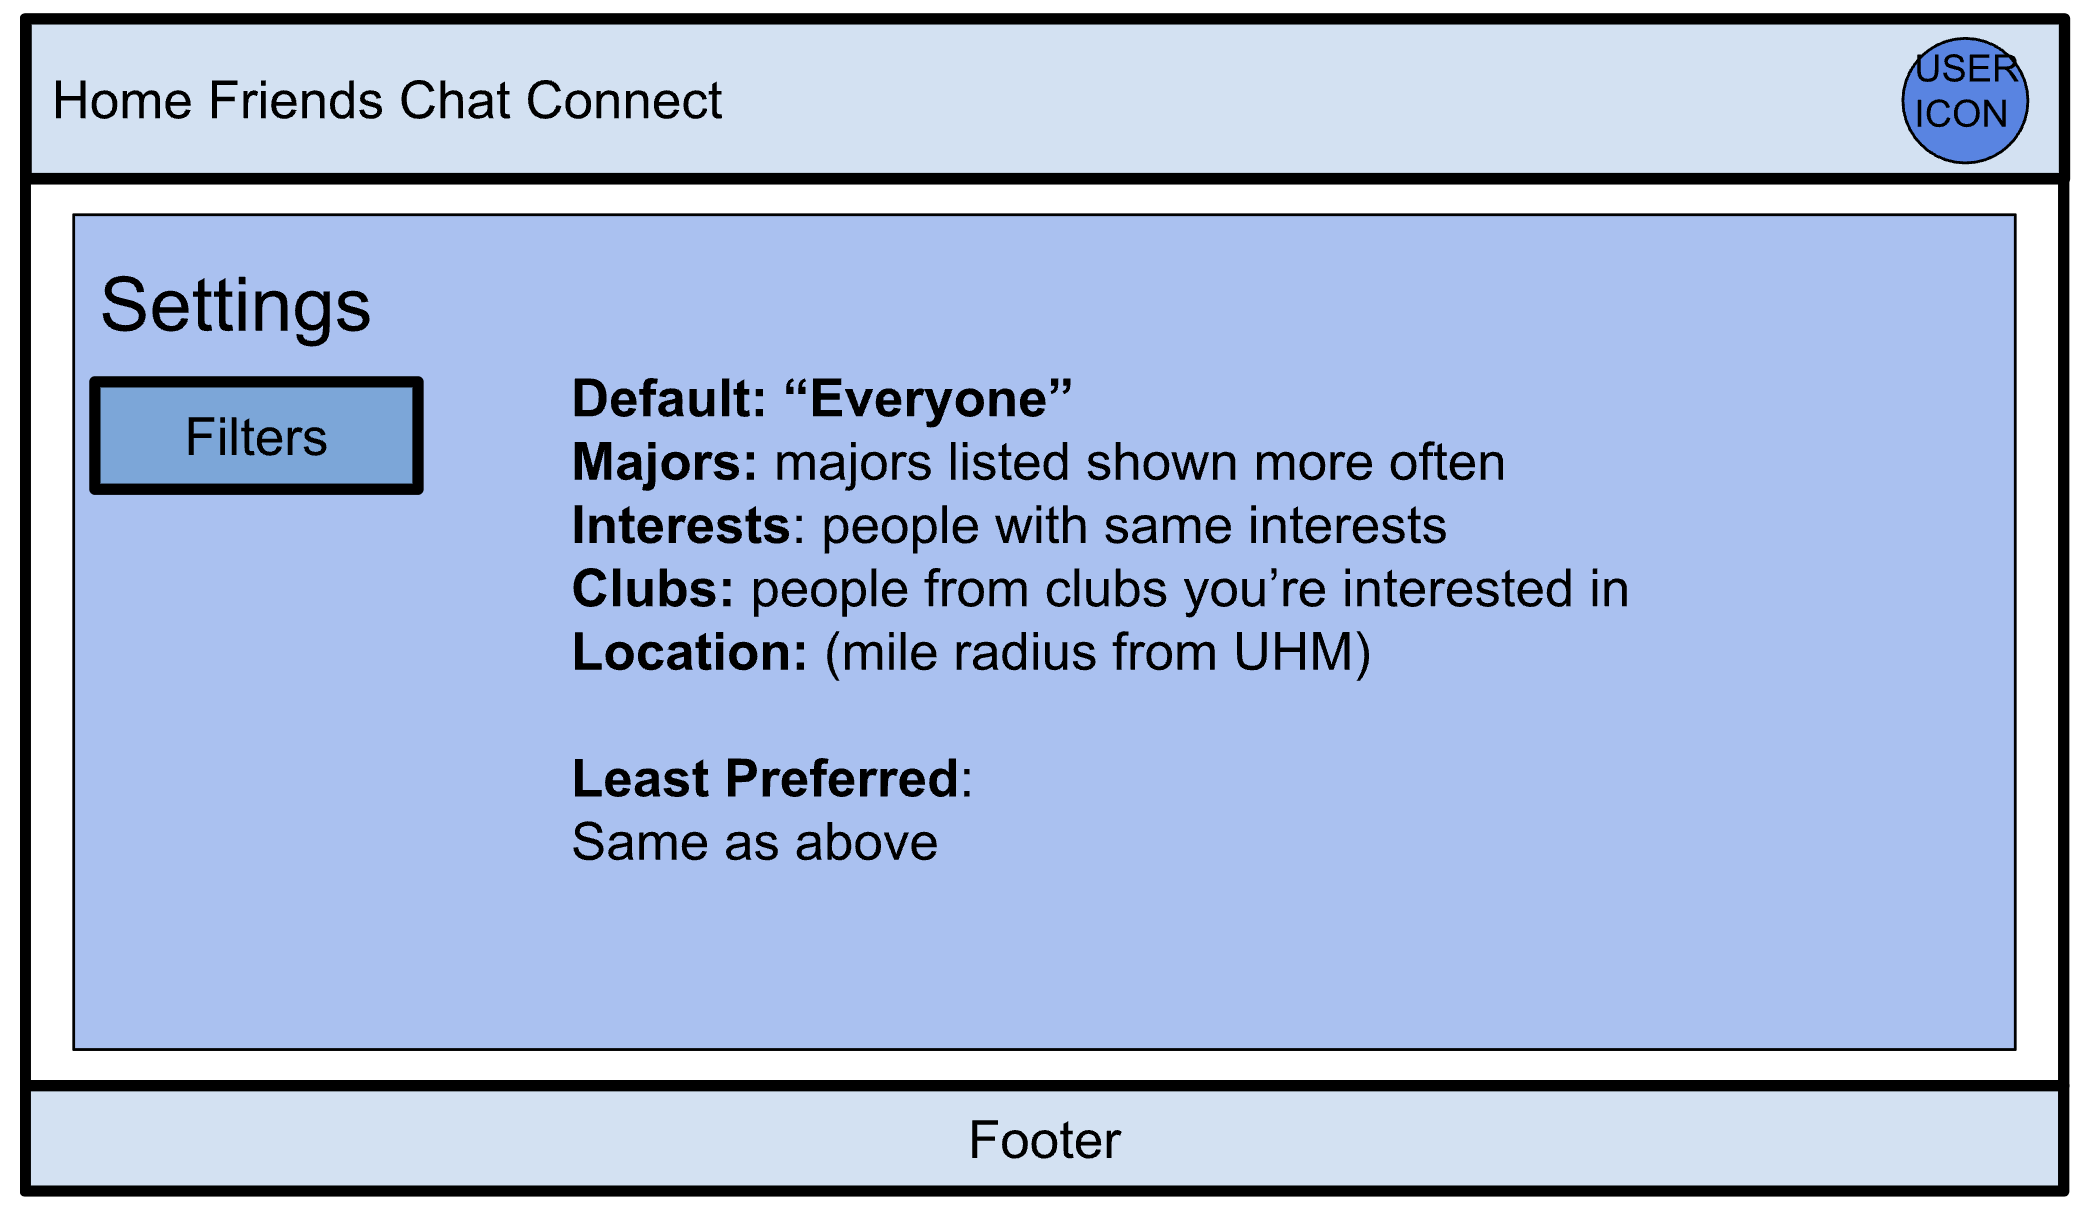 Home Friends Chat Connect
USER
ICON
Settings
Filters
Default: “Everyone”
Majors: majors listed shown more often
Interests: people with same interests
Clubs: people from clubs you’re interested in
Location: (mile radius from UHM)
Least Preferred:
Same as above
Footer